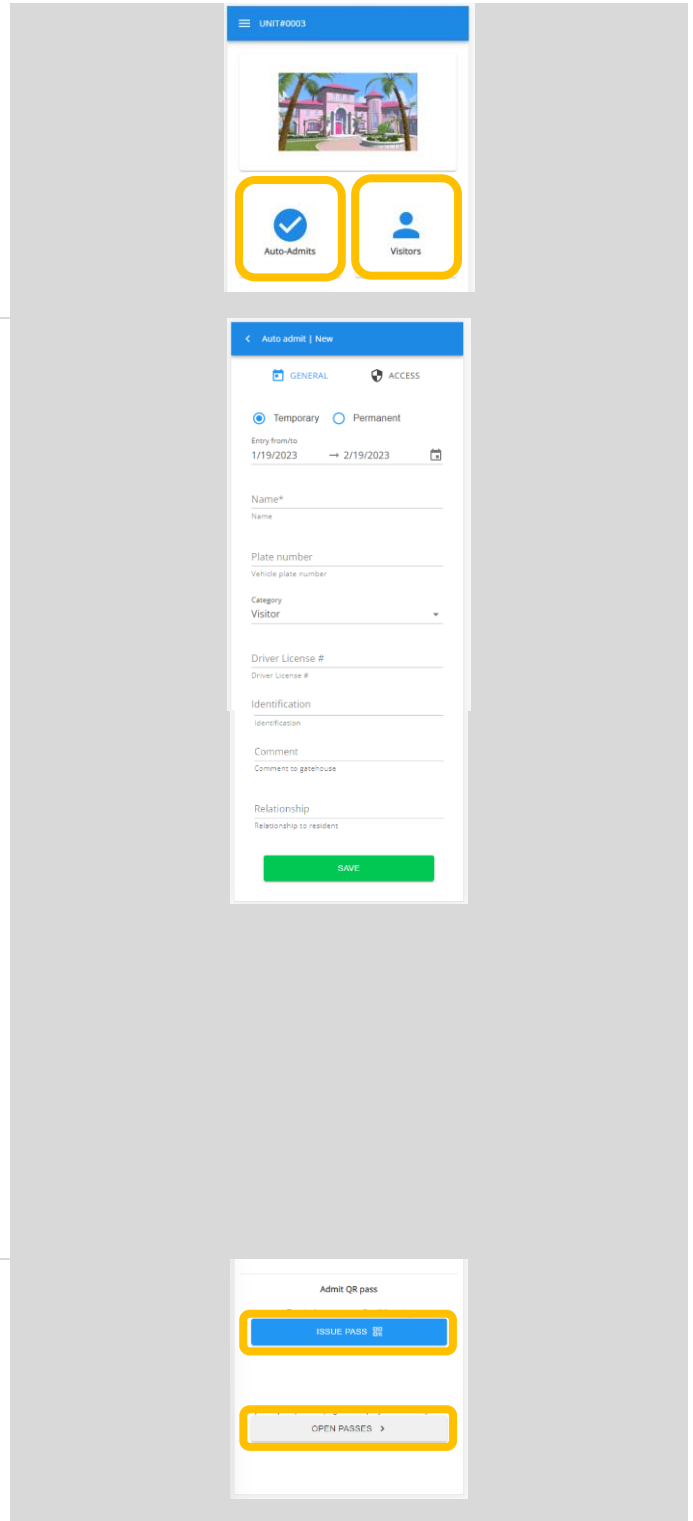 UNIT#0003
Auto-Admits Visitors
Auto admit | New
GENERAL ACCESS
Temporary Permanent
Entry from/to
1/19/2023 → 2/19/2023
Name*
Name
Plate number
Vehicle plate number
Category
Visitor
Driver License #
Driver License #
Identification
Identification
Comment
Comment to gatehouse
Relationship
Relationship to resident
SAVE
Admit QR pass
ISSUE PASS
OPEN PASSES >